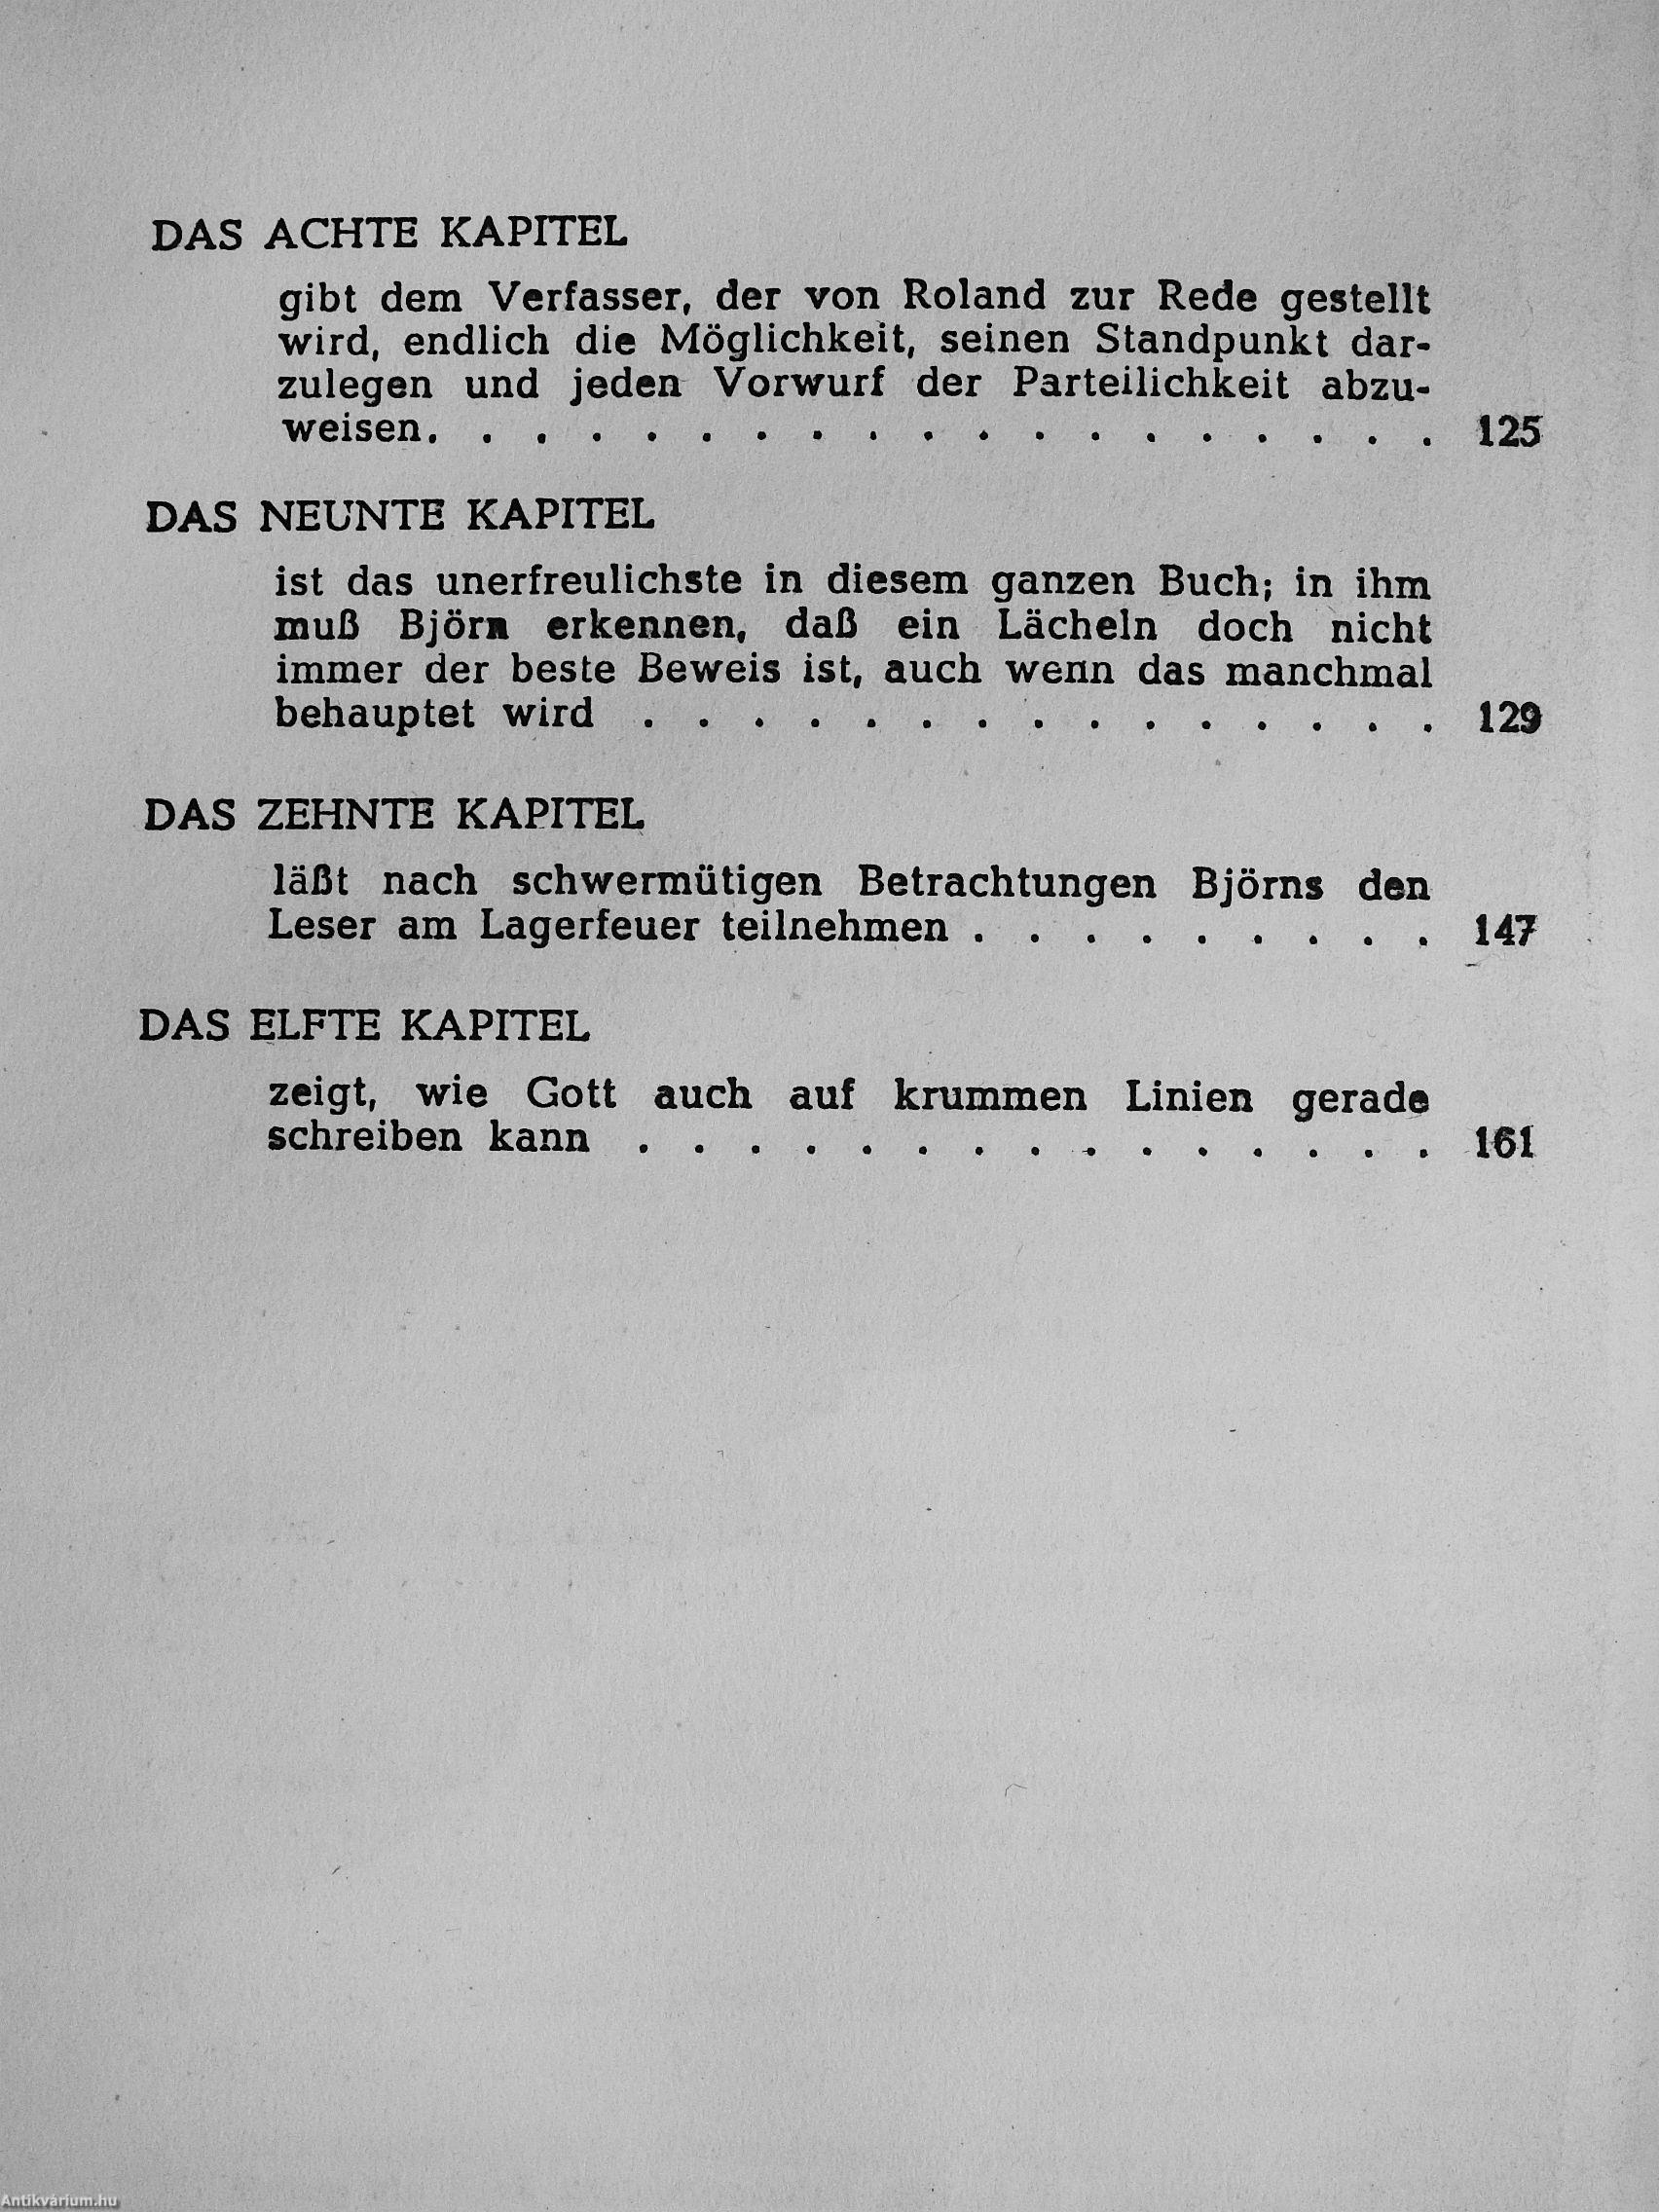 DAS ACHTE KAPITEL
gibt dem Verfasser, der von Roland zur Rede gestellt
wird, endlich die Möglichkeit, seinen Standpunkt dar-
zulegen und jeden Vorwurf der Parteilichkeit abzu-
weisen. . . . . . . . . . . . . . . . . . . 125
DAS NEUNTE KAPITEL
ist das unerfreulichste in diesem ganzen Buch; in ihm
muß Björn erkennen, daß ein Lächeln doch nicht
immer der beste Beweis ist, auch wenn das manchmal
behauptet wird . . . . . . . . . . . . . . . 129
DAS ZEHNTE KAPITEL
läßt nach schwermütigen Betrachtungen Björns den
Leser am Lagerfeuer teilnehmen . . . . . . . . . 147
DAS ELFTE KAPITEL
zeigt, wie Gott auch auf krummen Linien gerade
schreiben kann . . . . . . . . . . . . . . . 161
Antikvárium.hu